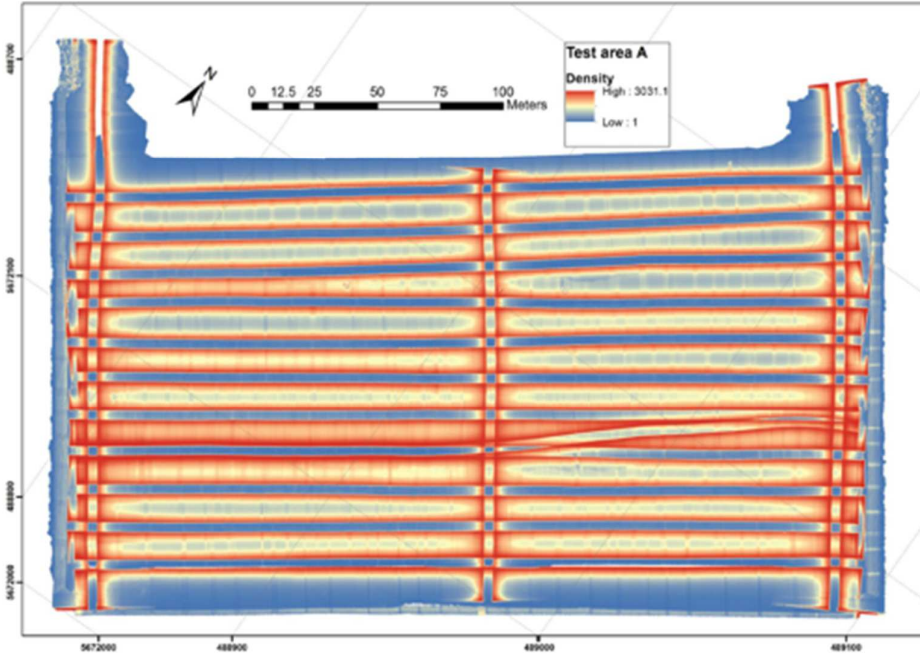 Test area A
Density
High : 3031.1
Low : 1
N
0 12.5 25 50 75 100
Meters
488700
5672100
488800
5672000
5672000 488900 489000 489100